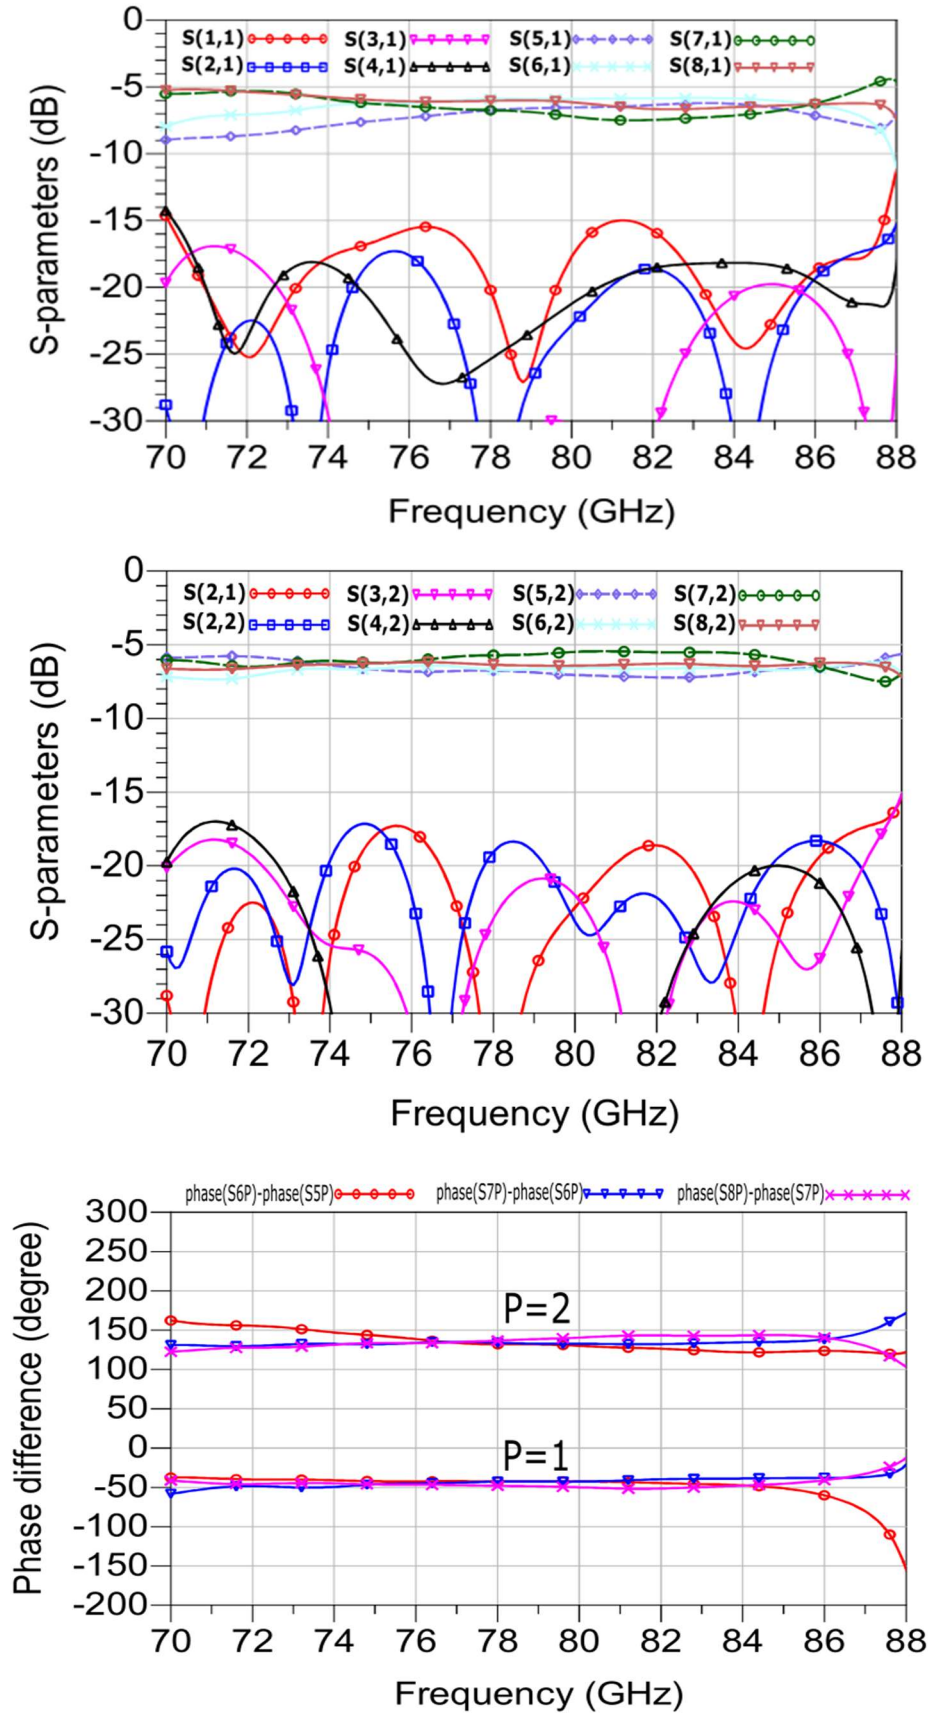 0
S(1,1) S(3,1) S(5,1) S(7,1)
S(2,1) S(4,1) S(6,1) S(8,1)
-5
-10
-15
-20
-25
-30
S-parameters (dB)
70 72 74 76 78 80 82 84 86 88
Frequency (GHz)
0
S(2,1) S(3,2) S(5,2) S(7,2)
S(2,2) S(4,2) S(6,2) S(8,2)
-5
-10
-15
-20
-25
-30
S-parameters (dB)
70 72 74 76 78 80 82 84 86 88
Frequency (GHz)
phase(S6P)-phase(S5P) phase(S7P)-phase(S6P) phase(S8P)-phase(S7P)
300
250
200
P=2
150
100
50
0
P=1
-50
-100
-150
-200
Phase difference (degree)
70 72 74 76 78 80 82 84 86 88
Frequency (GHz)